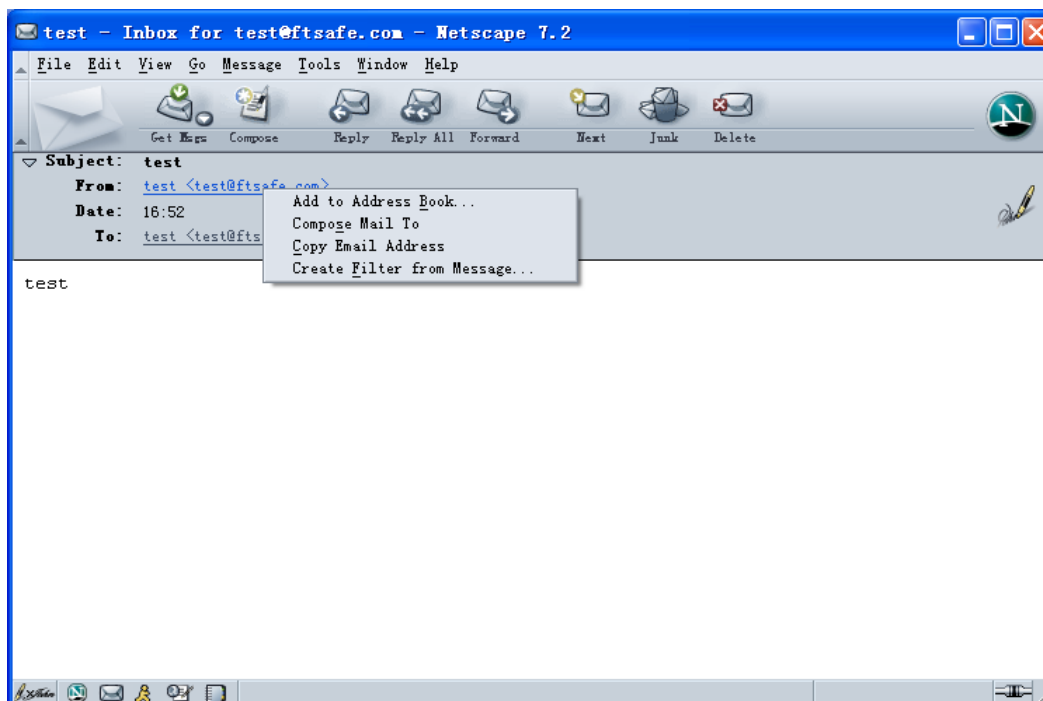 test - Inbox for test@ftsafe.com - Netscape 7.2
File Edit View Go Message Tools Window Help
Get Msgs Compose Reply Reply All Forward Next Junk Delete
N
Subject: test
From: test <test@ftsafe.com>
Date: 16:52
To: test <test@fts
Add to Address Book...
Compose Mail To
Copy Email Address
Create Filter from Message...
test